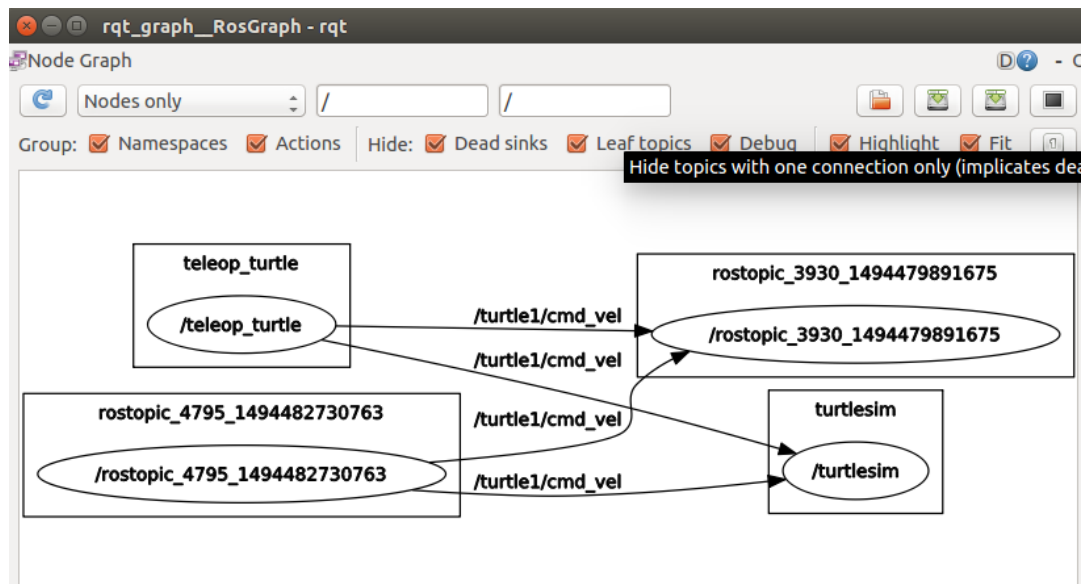 rqt_graph__RosGraph - rqt
Node Graph
D ? - C
Nodes only / /
Group: Namespaces Actions Hide: Dead sinks Leaf topics Debug Highlight Fit
Hide topics with one connection only (implicates dea
teleop_turtle
/teleop_turtle
rostopic_3930_1494479891675
/rostopic_3930_1494479891675
/turtle1/cmd_vel
/turtle1/cmd_vel
/turtle1/cmd_vel
/turtle1/cmd_vel
rostopic_4795_1494482730763
/rostopic_4795_1494482730763
turtlesim
/turtlesim